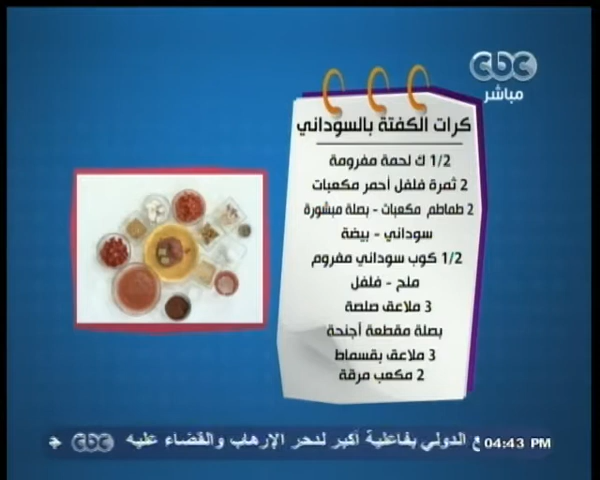 cbc
مباشر
كرات الكفتة بالسوداني
1/2 ك لحمة مفرومة
2 ثمرة فلفل أحمر مكعبات
2 طماطم مكعبات - بصلة مبشورة
سوداني - بيضة
1/2 كوب سوداني مفروم
ملح - فلفل
3 ملاعق صلصة
بصلة مقطعة أجنحة
3 ملاعق بقسماط
2 مكعب مرقة
ع الدولي بفاعلية أكبر لدحر الإرهاب والقضاء عليه cbc
04:43 PM